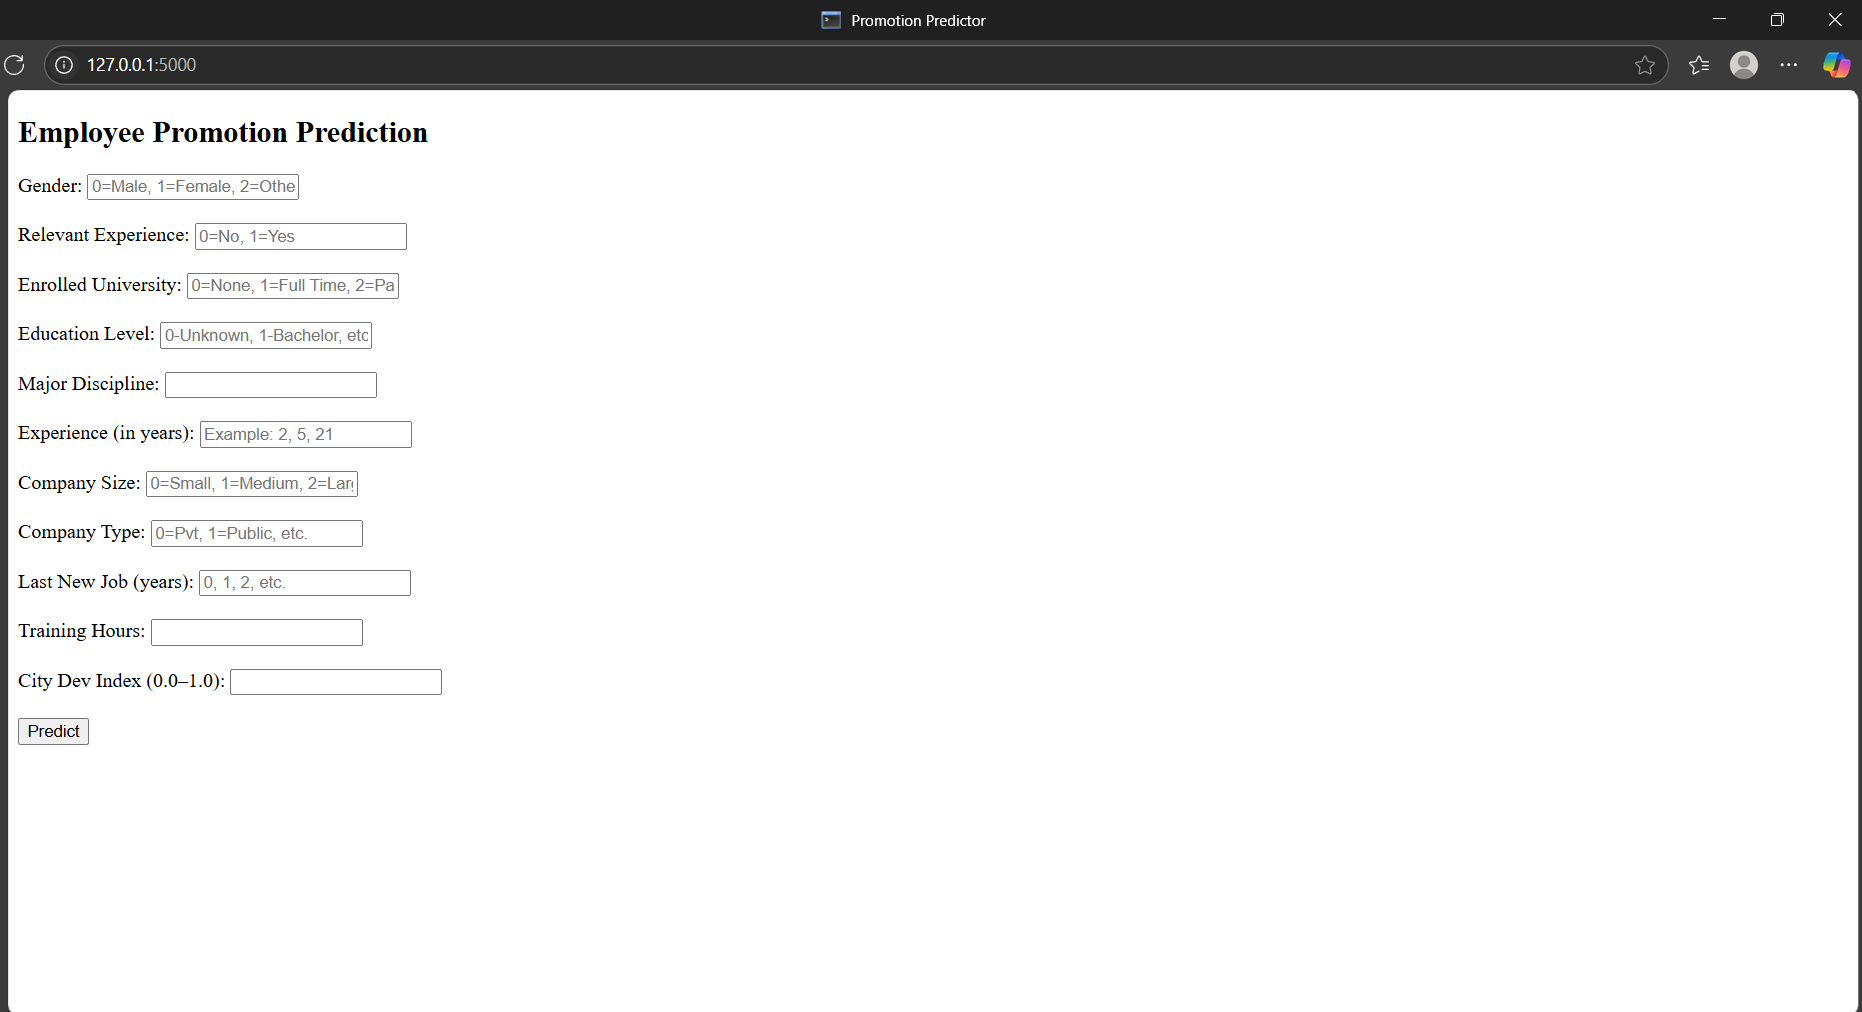 Promotion Predictor
127.0.0.1:5000
Employee Promotion Prediction
Gender: 0=Male, 1=Female, 2=Othe
Relevant Experience: 0=No, 1=Yes
Enrolled University: 0=None, 1=Full Time, 2=Pa
Education Level: 0-Unknown, 1-Bachelor, etc
Major Discipline:
Experience (in years): Example: 2, 5, 21
Company Size: 0=Small, 1=Medium, 2=Larg
Company Type: 0=Pvt, 1=Public, etc.
Last New Job (years): 0, 1, 2, etc.
Training Hours:
City Dev Index (0.0–1.0):
Predict